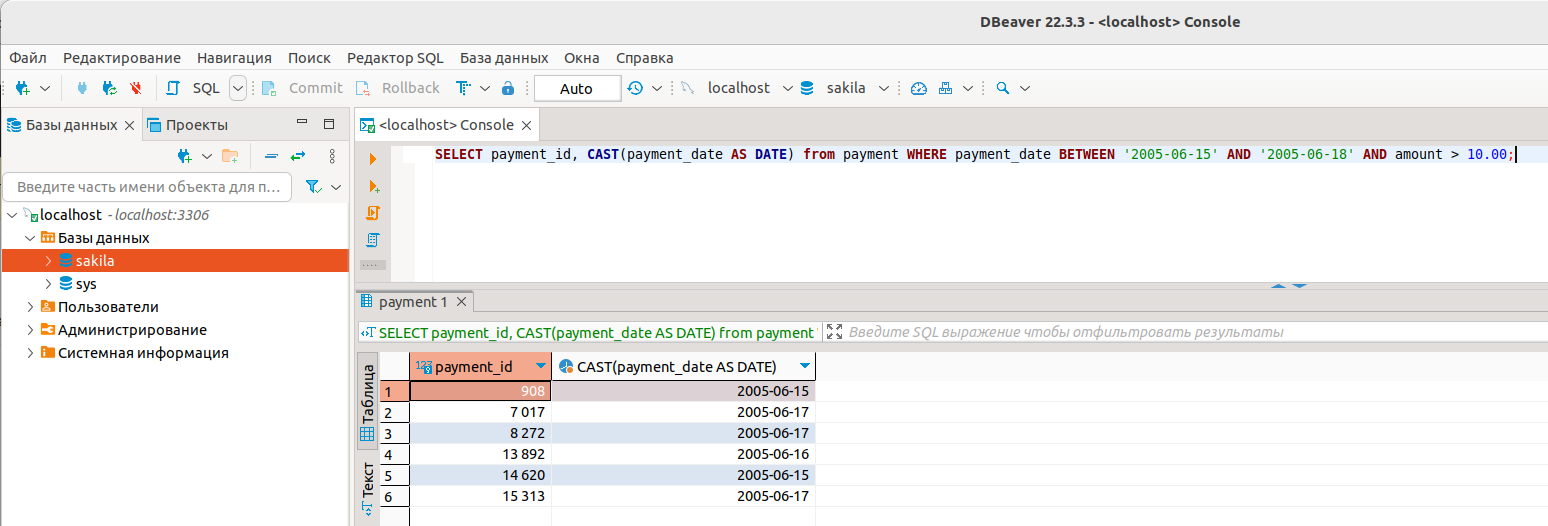 DBeaver 22.3.3 - <localhost> Console
Файл Редактирование Навигация Поиск Редактор SQL База данных Окна Справка
SQL Commit Rollback Auto localhost sakila
Базы данных Проекты
<localhost> Console
Введите часть имени объекта для п...
localhost - localhost:3306
Базы данных
sakila
sys
Пользователи
Администрирование
Системная информация
SELECT payment_id, CAST(payment_date AS DATE) from payment WHERE payment_date BETWEEN '2005-06-15' AND '2005-06-18' AND amount > 10.00;
payment 1
SELECT payment_id, CAST(payment_date AS DATE) from payment
Введите SQL выражение чтобы отфильтровать результаты
Таблица
Текст
123 payment_id CAST(payment_date AS DATE)
1 908 2005-06-15
2 7 017 2005-06-17
3 8 272 2005-06-17
4 13 892 2005-06-16
5 14 620 2005-06-15
6 15 313 2005-06-17